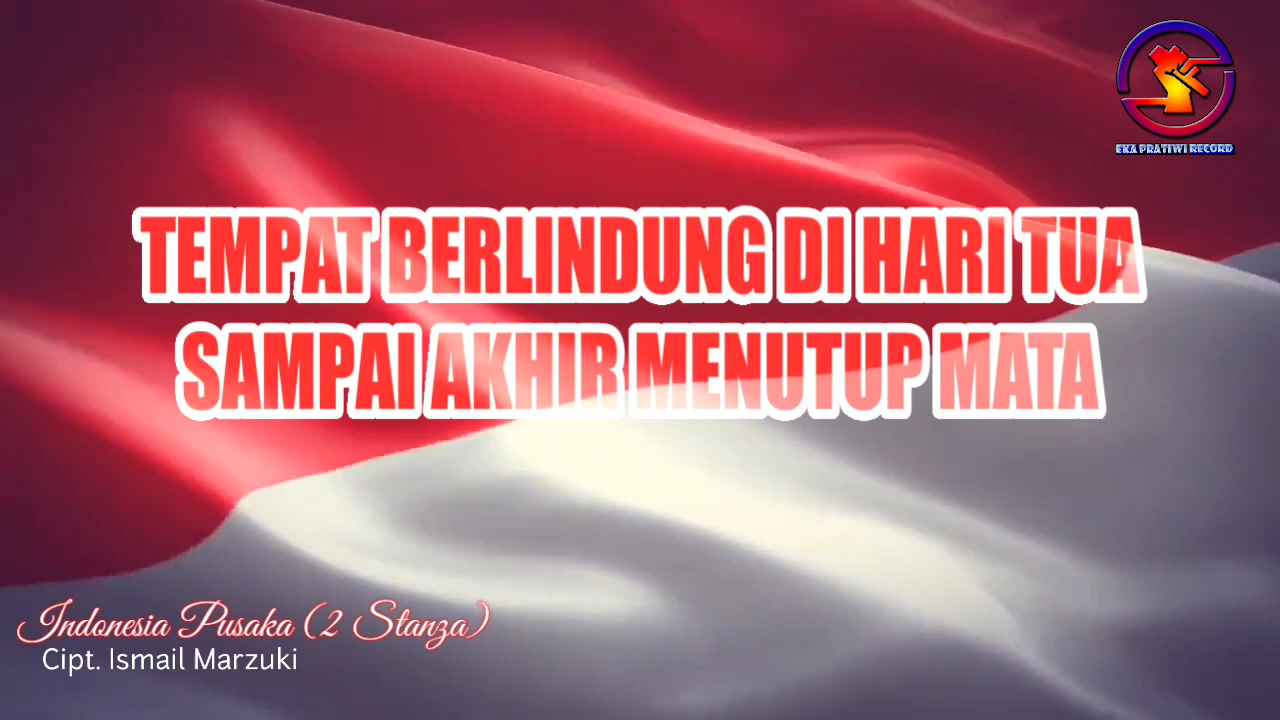 EKA PRATIWI RECORD
TEMPAT BERLINDUNG DI HARI TUA
SAMPAI AKHIR MENUTUP MATA
Indonesia Pusaka (2 Stanza)
Cipt. Ismail Marzuki